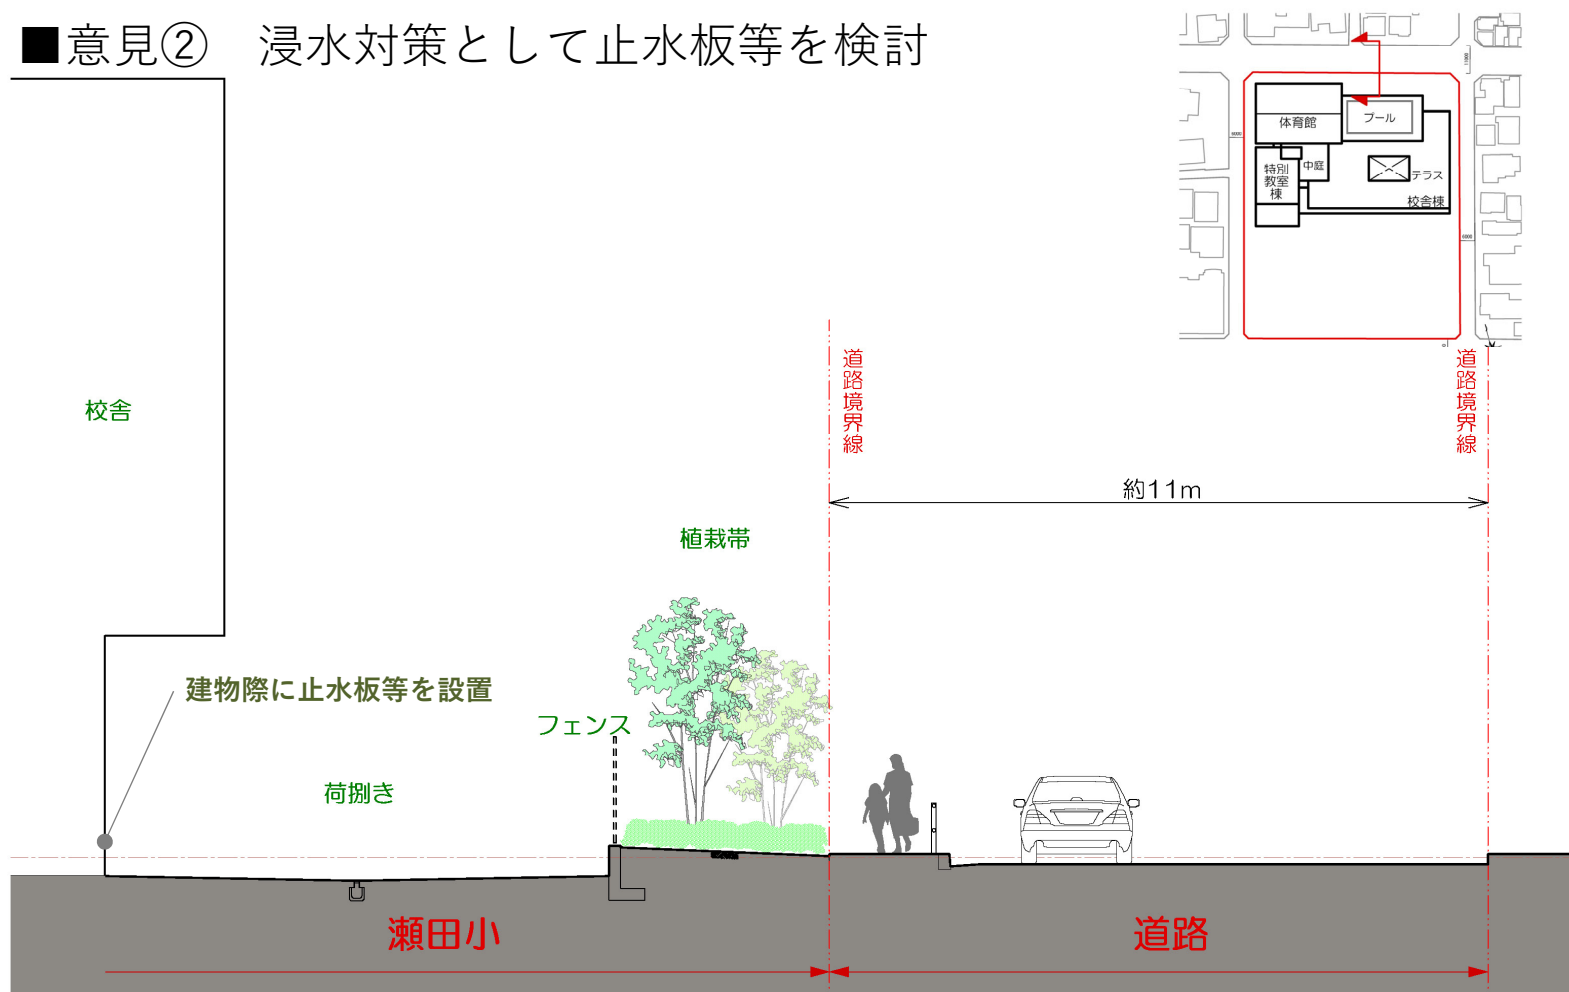 ■意見② 浸水対策として止水板等を検討
体育館
プール
特別
教室
棟
中庭
テラス
校舎棟
11000
6000
6000
道路境界線
道路境界線
校舎
約11m
植栽帯
建物際に止水板等を設置
フェンス
荷捌き
瀬田小
道路